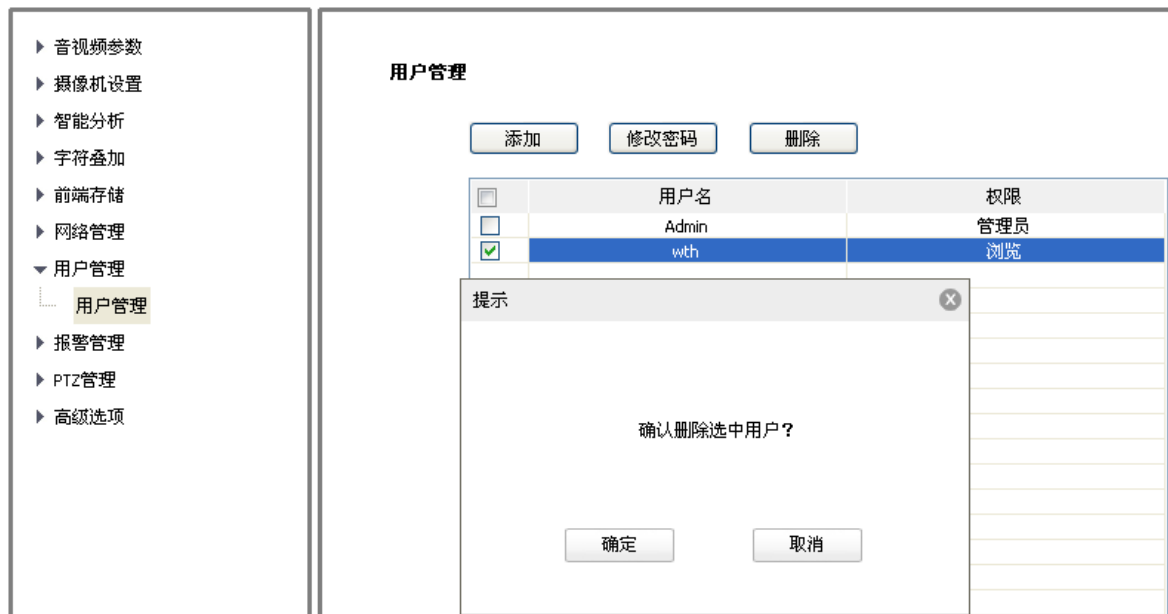 音视频参数
摄像机设置
智能分析
字符叠加
前端存储
网络管理
用户管理
用户管理
报警管理
PTZ管理
高级选项
用户管理
添加 修改密码 删除
用户名 权限
Admin 管理员
wth 浏览
提示
确认删除选中用户?
确定 取消